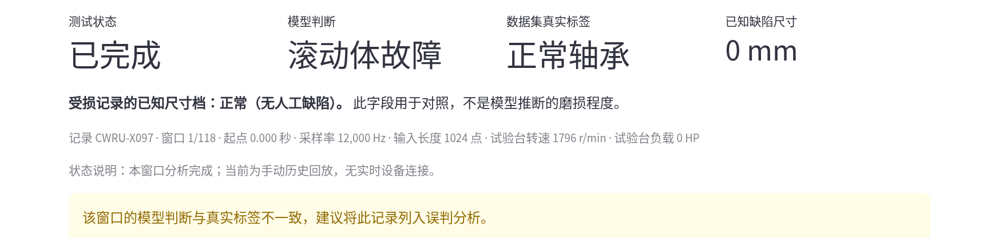 测试状态
模型判断
数据集真实标签
已知缺陷尺寸
已完成
滚动体故障
正常轴承
0 mm
受损记录的已知尺寸档：正常（无人工缺陷）。 此字段用于对照，不是模型推断的磨损程度。
记录 CWRU-X097 · 窗口 1/118 · 起点 0.000 秒 · 采样率 12,000 Hz · 输入长度 1024 点 · 试验台转速 1796 r/min · 试验台负载 0 HP
状态说明：本窗口分析完成；当前为手动历史回放，无实时设备连接。
该窗口的模型判断与真实标签不一致，建议将此记录列入误判分析。